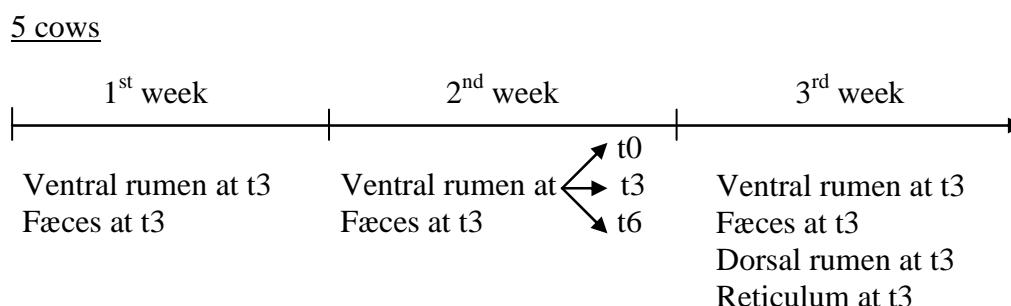 5 cows
1st week 2nd week 3rd week
t0
Ventral rumen at t3 Ventral rumen at t3 Ventral rumen at t3
Fæces at t3 Fæces at t3 t6 Fæces at t3
Dorsal rumen at t3
Reticulum at t3